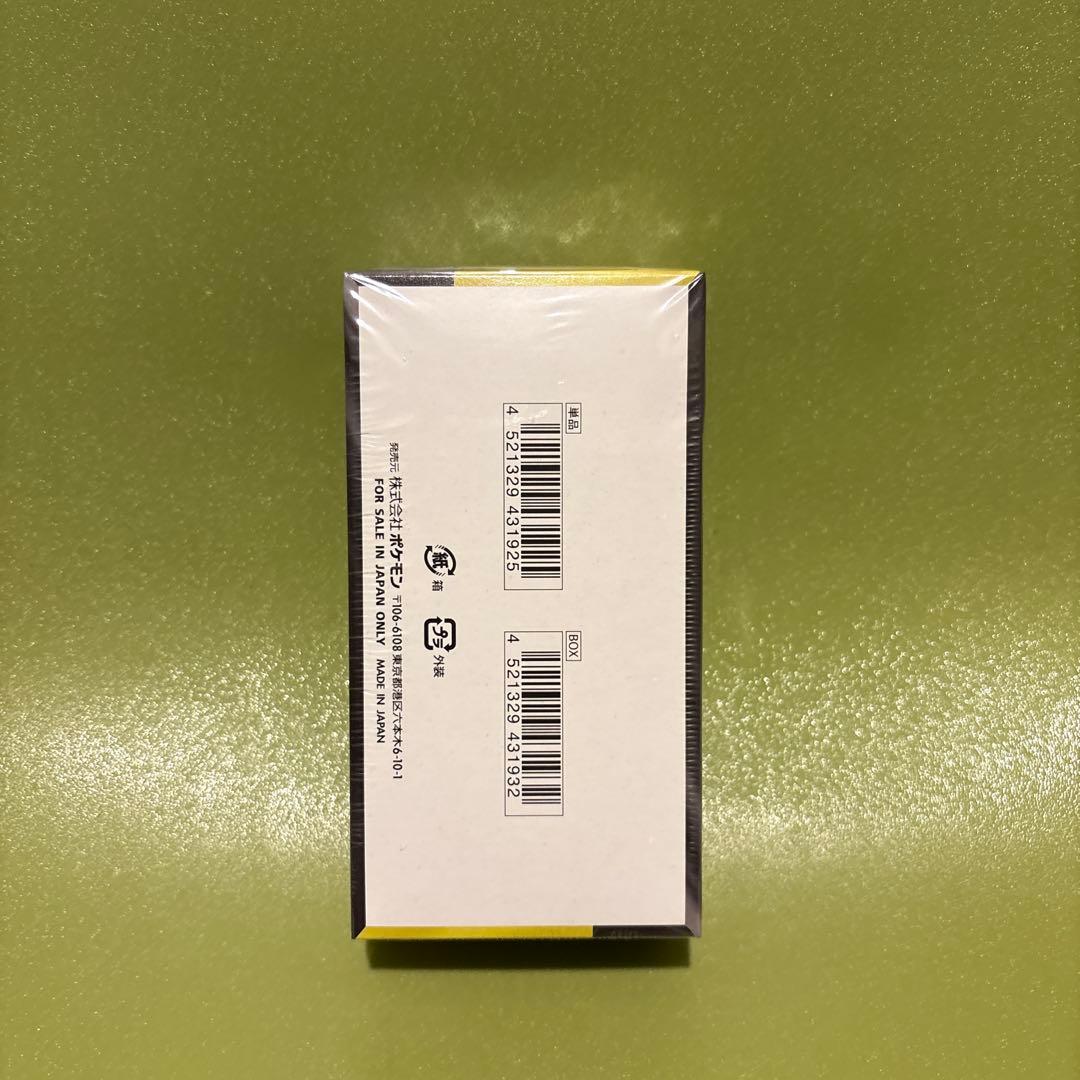 単品
4 521329 431925
BOX
4 521329 431932
紙 箱
プラ 外装
発売元 株式会社 ポケモン 〒106-6108 東京都港区六本木6-10-1
FOR SALE IN JAPAN ONLY MADE IN JAPAN